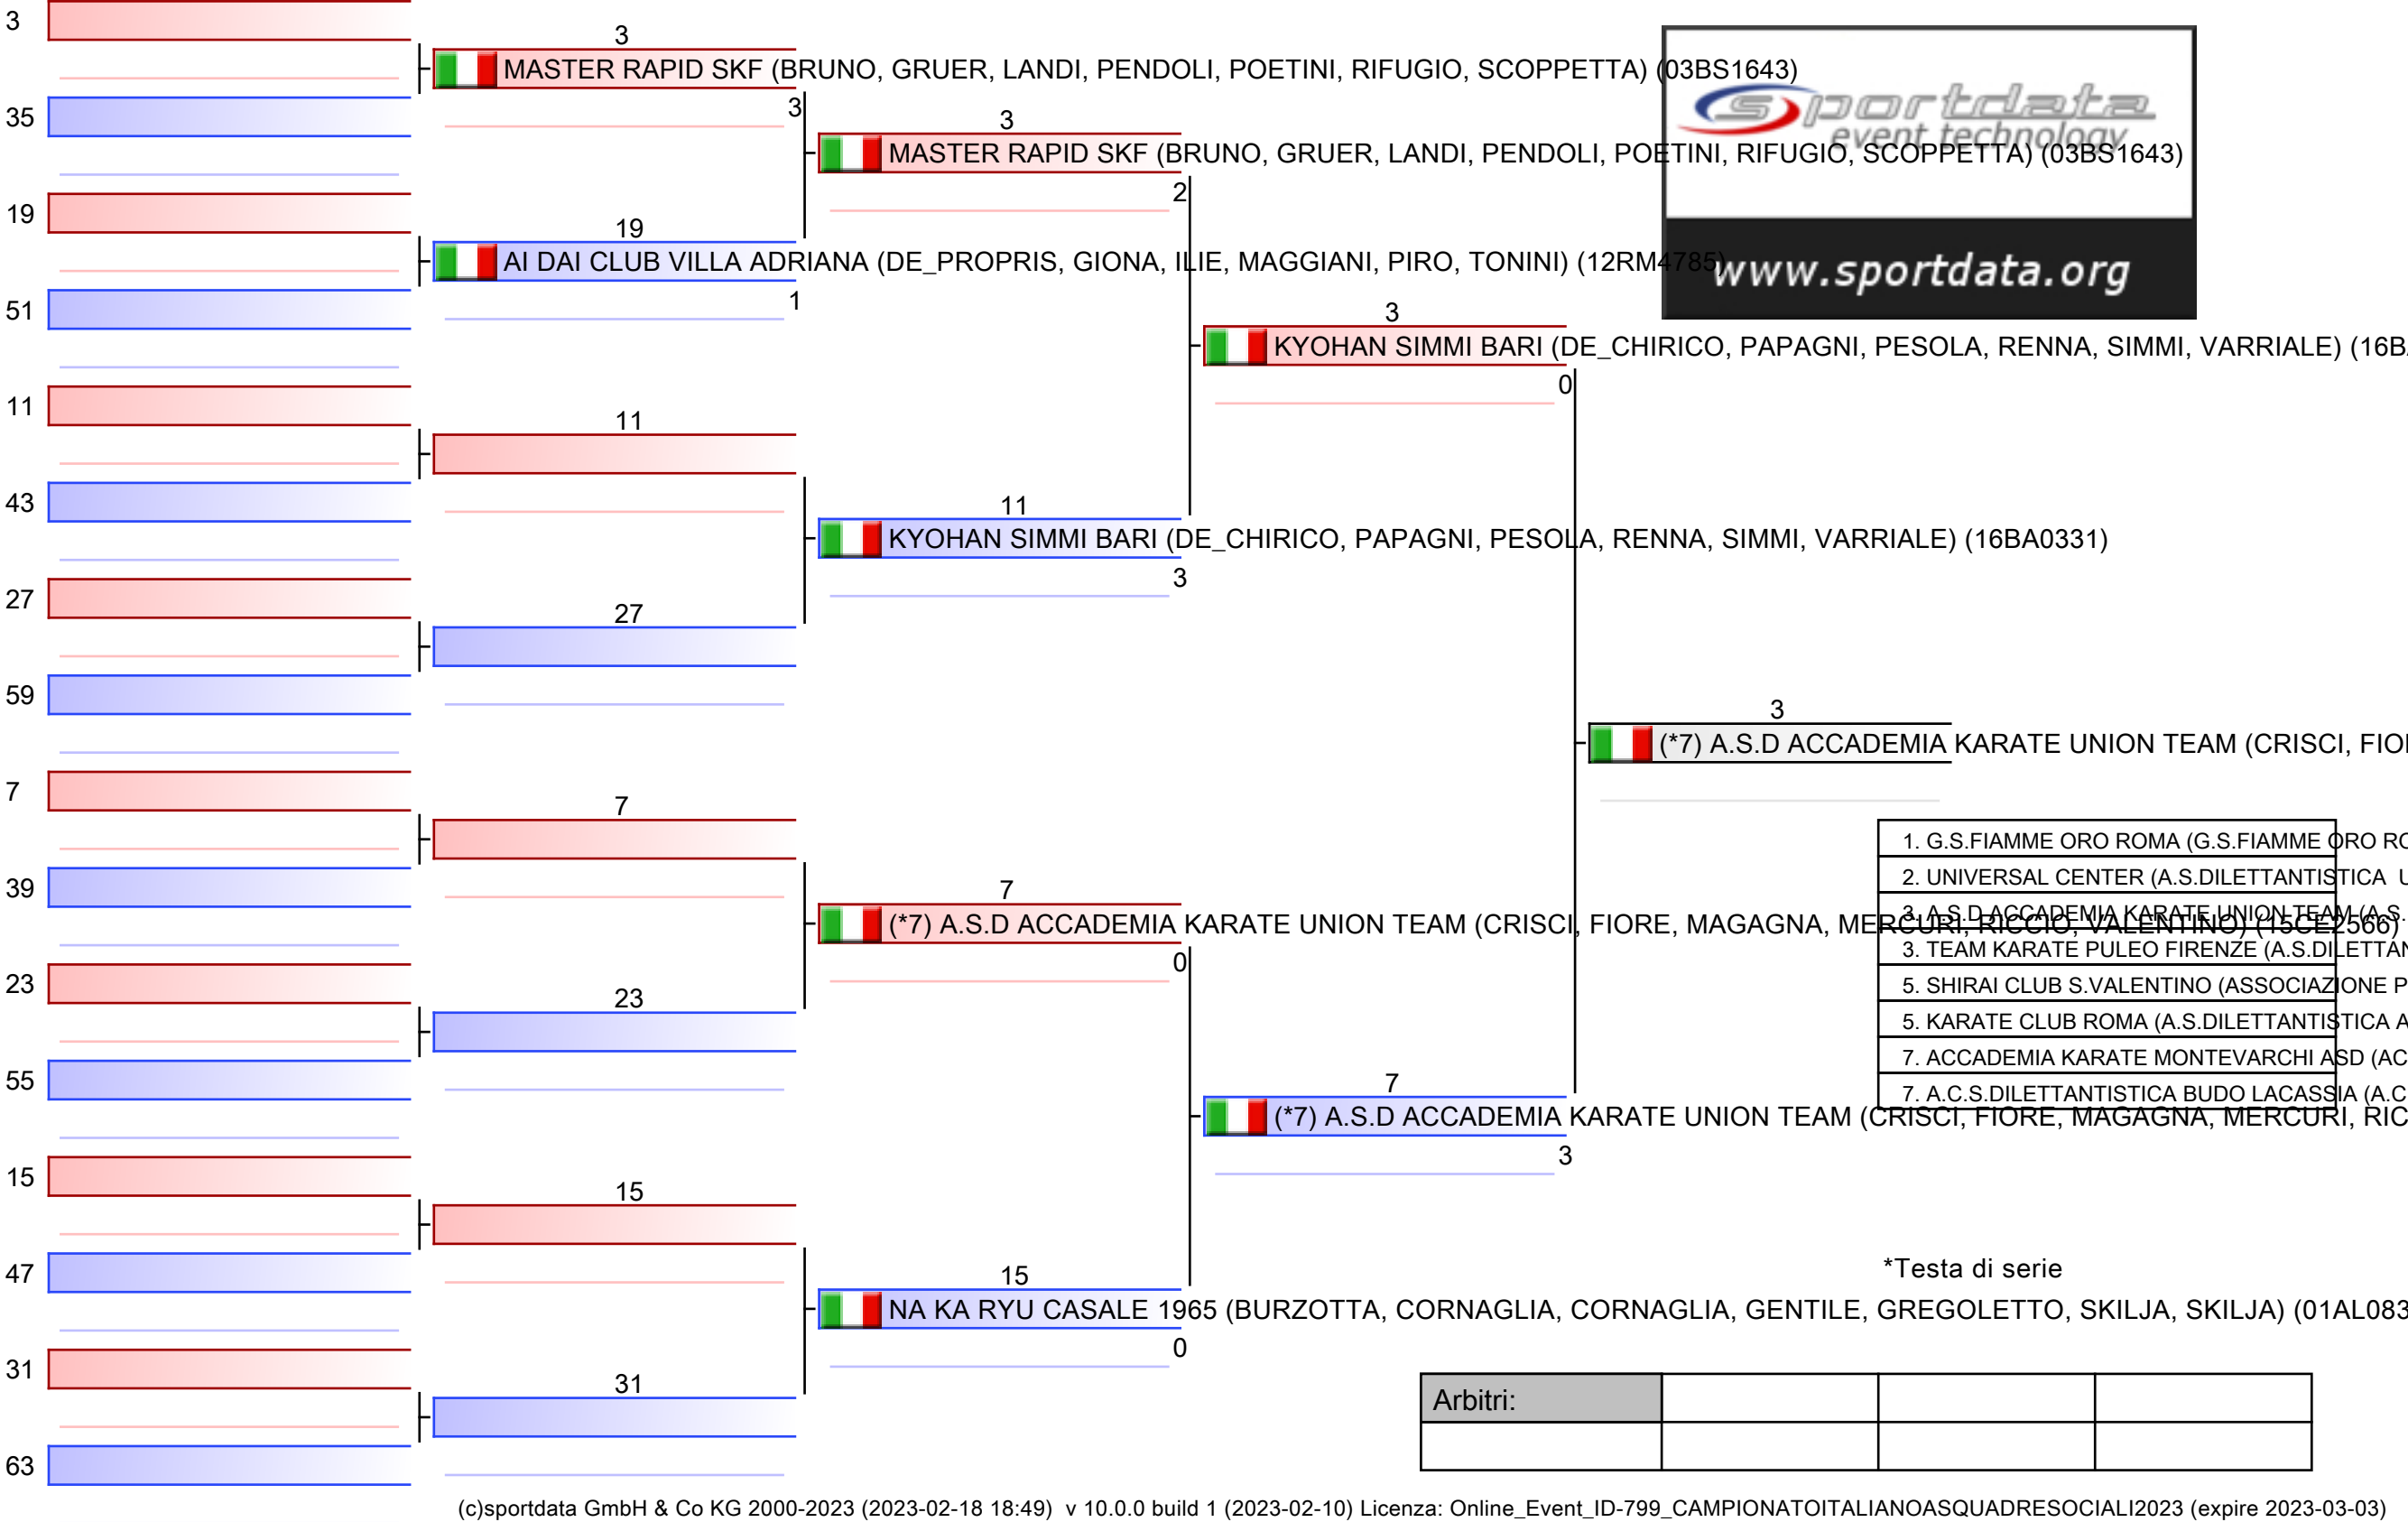 3
35
19
51
11
43
27
59
7
39
23
55
15
47
31
63
3
MASTER RAPID SKF (BRUNO, GRUER, LANDI, PENDOLI, POETINI, RIFUGIO, SCOPPETTA) (03BS1643)
3
19
AI DAI CLUB VILLA ADRIANA (DE_PROPRIS, GIONA, ILIE, MAGGIANI, PIRO, TONINI) (12RM4785)
1
11
27
7
23
15
31
3
MASTER RAPID SKF (BRUNO, GRUER, LANDI, PENDOLI, POETINI, RIFUGIO, SCOPPETTA) (03BS1643)
2
11
KYOHAN SIMMI BARI (DE_CHIRICO, PAPAGNI, PESOLA, RENNA, SIMMI, VARRIALE) (16BA0331)
3
7
(*7) A.S.D ACCADEMIA KARATE UNION TEAM (CRISCI, FIORE, MAGAGNA, MERCURI, RICCIO, VALENTINO) (15CE2566)
0
15
NA KA RYU CASALE 1965 (BURZOTTA, CORNAGLIA, CORNAGLIA, GENTILE, GREGOLETTO, SKILJA, SKILJA) (01AL083
0
3
KYOHAN SIMMI BARI (DE_CHIRICO, PAPAGNI, PESOLA, RENNA, SIMMI, VARRIALE) (16B
0
7
(*7) A.S.D ACCADEMIA KARATE UNION TEAM (CRISCI, FIORE, MAGAGNA, MERCURI, RIC
3
3
(*7) A.S.D ACCADEMIA KARATE UNION TEAM (CRISCI, FIO
sportdata
event technology
www.sportdata.org
1. G.S.FIAMME ORO ROMA (G.S.FIAMME ORO RO
2. UNIVERSAL CENTER (A.S.DILETTANTISTICA U
3. A.S.D ACCADEMIA KARATE UNION TEAM (A.S.
3. TEAM KARATE PULEO FIRENZE (A.S.DILETTAN
5. SHIRAI CLUB S.VALENTINO (ASSOCIAZIONE P
5. KARATE CLUB ROMA (A.S.DILETTANTISTICA A
7. ACCADEMIA KARATE MONTEVARCHI ASD (AC
7. A.C.S.DILETTANTISTICA BUDO LACASSIA (A.C
*Testa di serie
Arbitri:
(c)sportdata GmbH & Co KG 2000-2023 (2023-02-18 18:49) v 10.0.0 build 1 (2023-02-10) Licenza: Online_Event_ID-799_CAMPIONATOITALIANOASQUADRESOCIALI2023 (expire 2023-03-03)